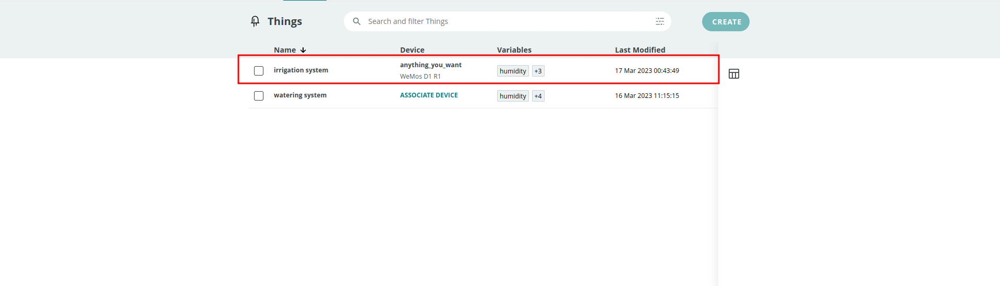 Things
Search and filter Things
CREATE
Name Device Variables Last Modified
irrigation system anything_you_want humidity +3 17 Mar 2023 00:43:49
WeMos D1 R1
watering system ASSOCIATE DEVICE humidity +4 16 Mar 2023 11:15:15